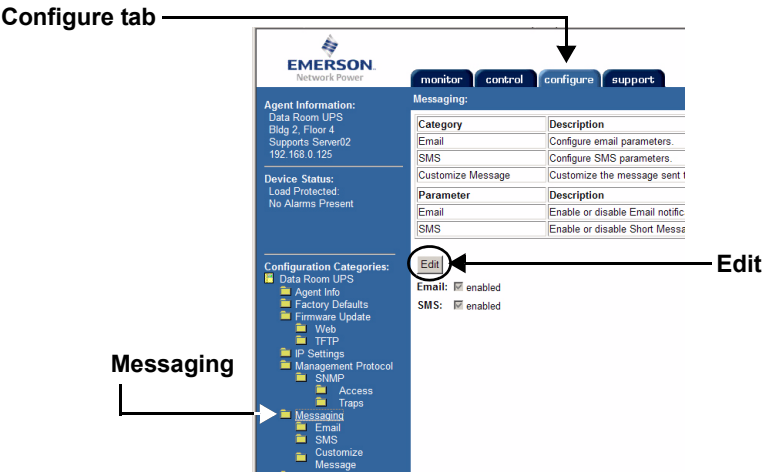 Configure tab
EMERSON.
Network Power
monitor control configure support
Agent Information:
Data Room UPS
Bldg 2, Floor 4
Supports Server02
192.168.0.125
Device Status:
Load Protected:
No Alarms Present
Configuration Categories:
Data Room UPS
Agent Info
Factory Defaults
Firmware Update
Web
TFTP
IP Settings
Management Protocol
SNMP
Access
Traps
Messaging
Email
SMS
Customize
Message
Messaging:
Category Description
Email Configure email parameters.
SMS Configure SMS parameters.
Customize Message Customize the message sent
Parameter Description
Email Enable or disable Email notific
SMS Enable or disable Short Messa
Edit
Email: enabled
SMS: enabled
Edit
Messaging